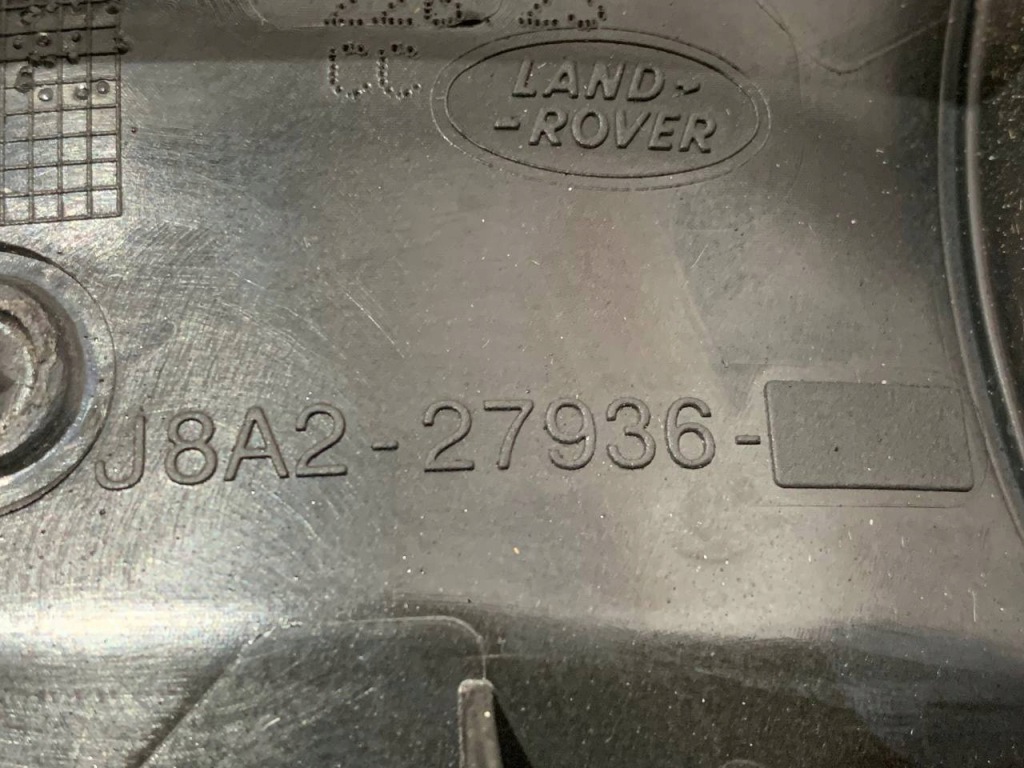 CC
LAND-
-ROVER
J8A2-27936-